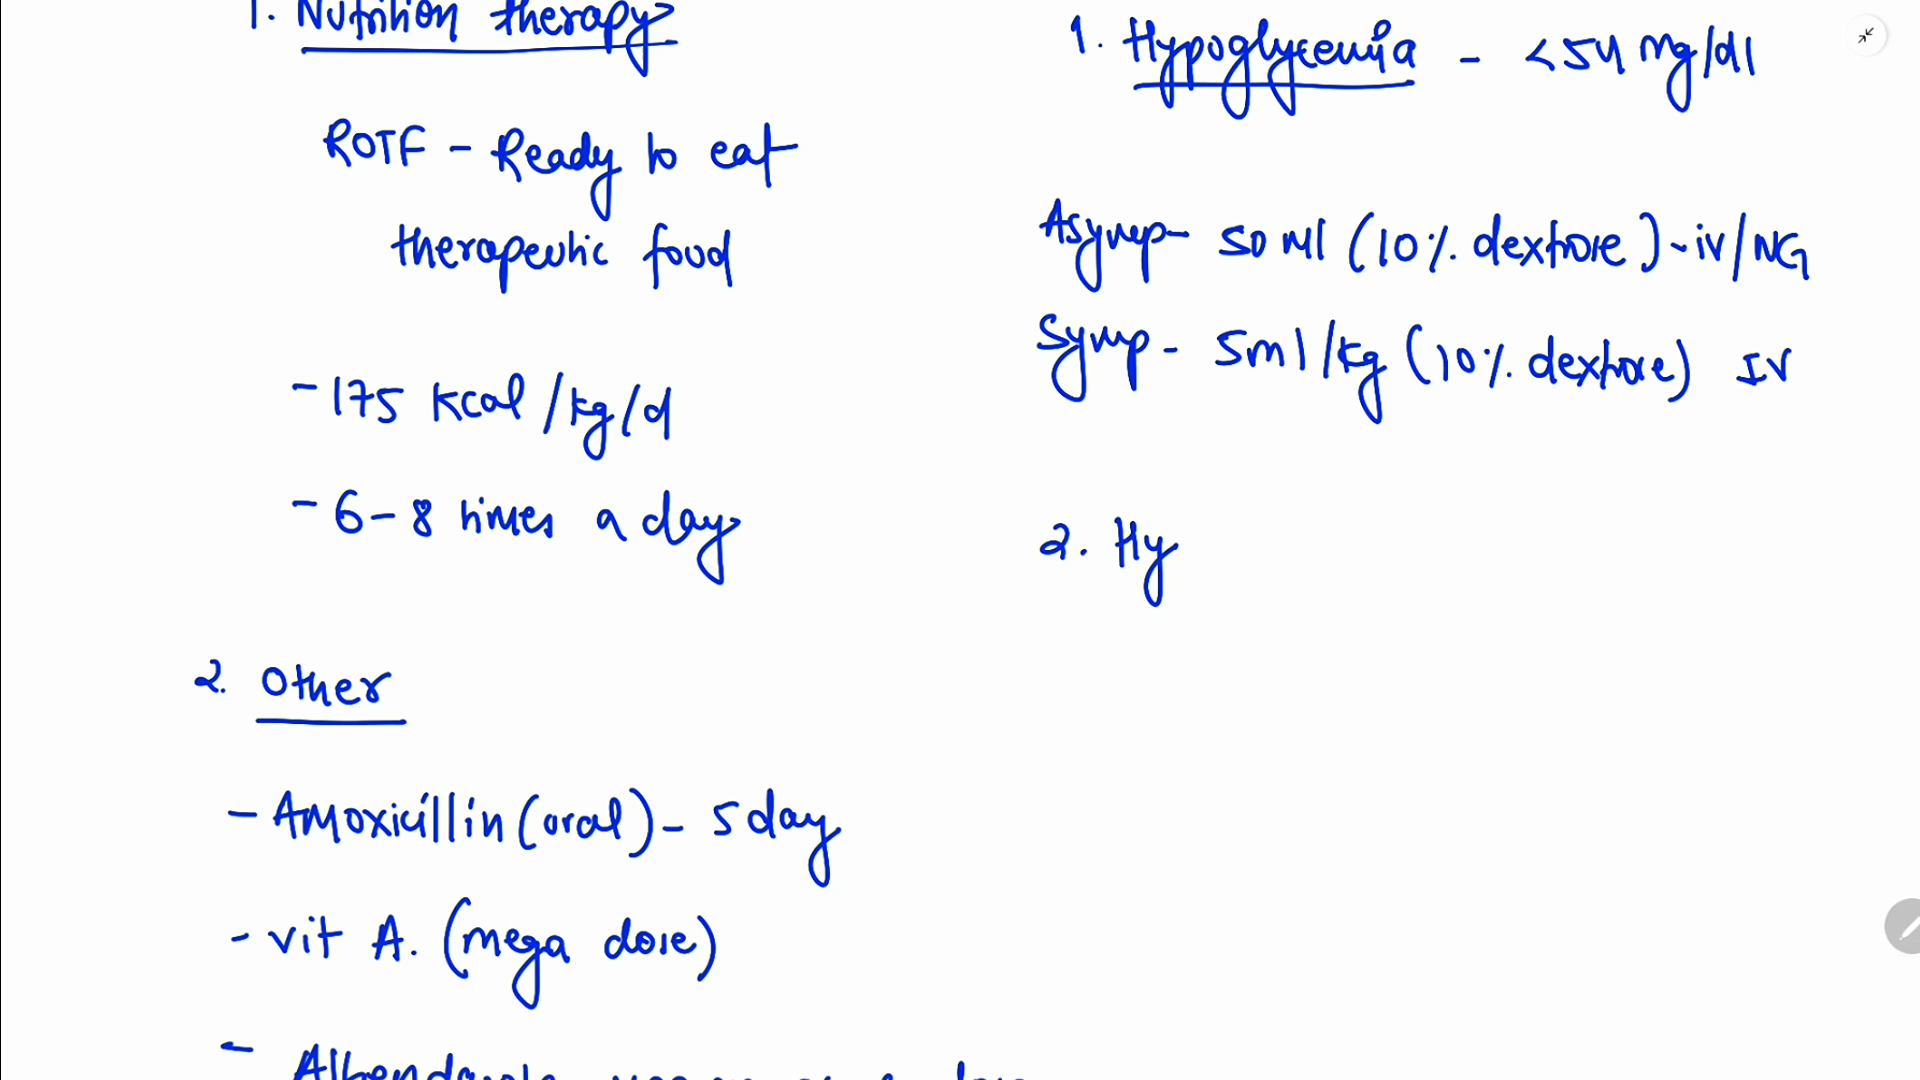 1. Nutrition therapy
ROTF - Ready to eat
therapeutic food
- 175 kcal/kg/d
- 6-8 times a day
2. Other
- Amoxicillin (oral) - 5 day
- vit A. (mega dose)
- Albendazole
1. Hypoglycemia - <54 mg/dl
Asymp - 50 ml (10% dextrose) - iv/NG
Symp - 5ml/kg (10% dextrose) IV
2. Hy